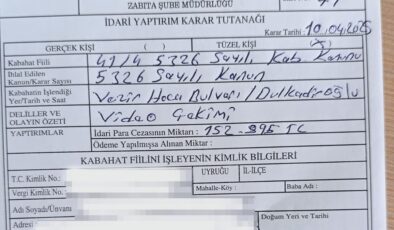 ZABITA ŞUBE MÜDÜRLÜĞÜ
İDARİ YAPTIRIM KARAR TUTANAĞI
Karar Tarihi : 10.04.2025
GERÇEK KİŞİ ( ) TÜZEL KİŞİ (X)
Kabahat Fiili 41/4 5326 Sayılı Kab. Kanunu
İhlal Edilen Kanun/Karar Sayısı 5326 Sayılı Kanun
Kabahatin İşlendiği Yer/Tarih ve Saat Vezir Hoca Bulvarı / Dulkadiroğlu
DELİLLER VE OLAYIN ÖZETİ Video Çekimi
YAPTIRIMLAR İdari Para Cezasının Miktarı : 152.895 TL
Ödeme Yapılmışsa Alınan Miktar :
KABAHAT FİİLİNİ İŞLEYENİN KİMLİK BİLGİLERİ
T.C. Kimlik No: UYRUĞU İL-İLÇE
Vergi Kimlik No: Mahalle-Köy : Baba Adı :
Adı Soyadı/Ünvanı
Adresi : Doğum Yeri ve Tarihi